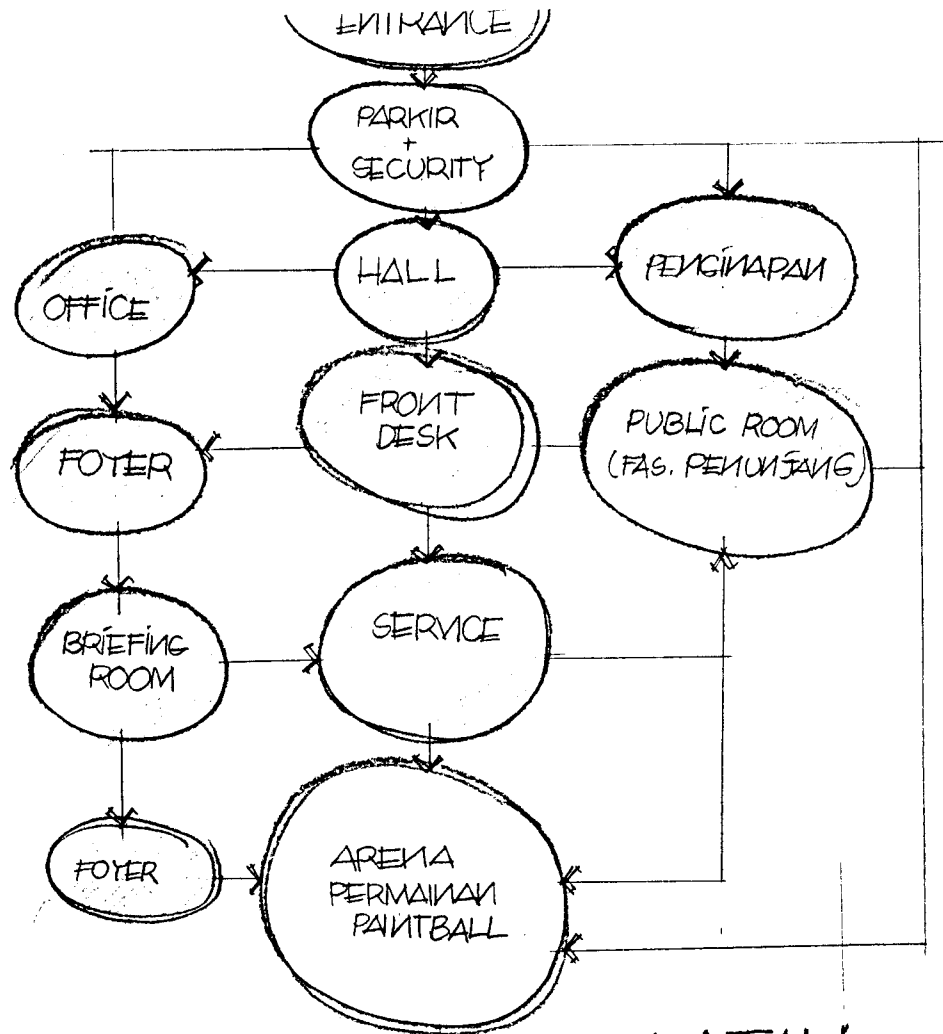 ENTRANCE
PARKIR
+
SECURITY
OFFICE
HALL
PENGINAPAN
FOYER
FRONT
DESK
PUBLIC ROOM
(FAS. PENUNJANG)
BRIEFING
ROOM
SERVICE
FOYER
ARENA
PERMAINAN
PAINTBALL